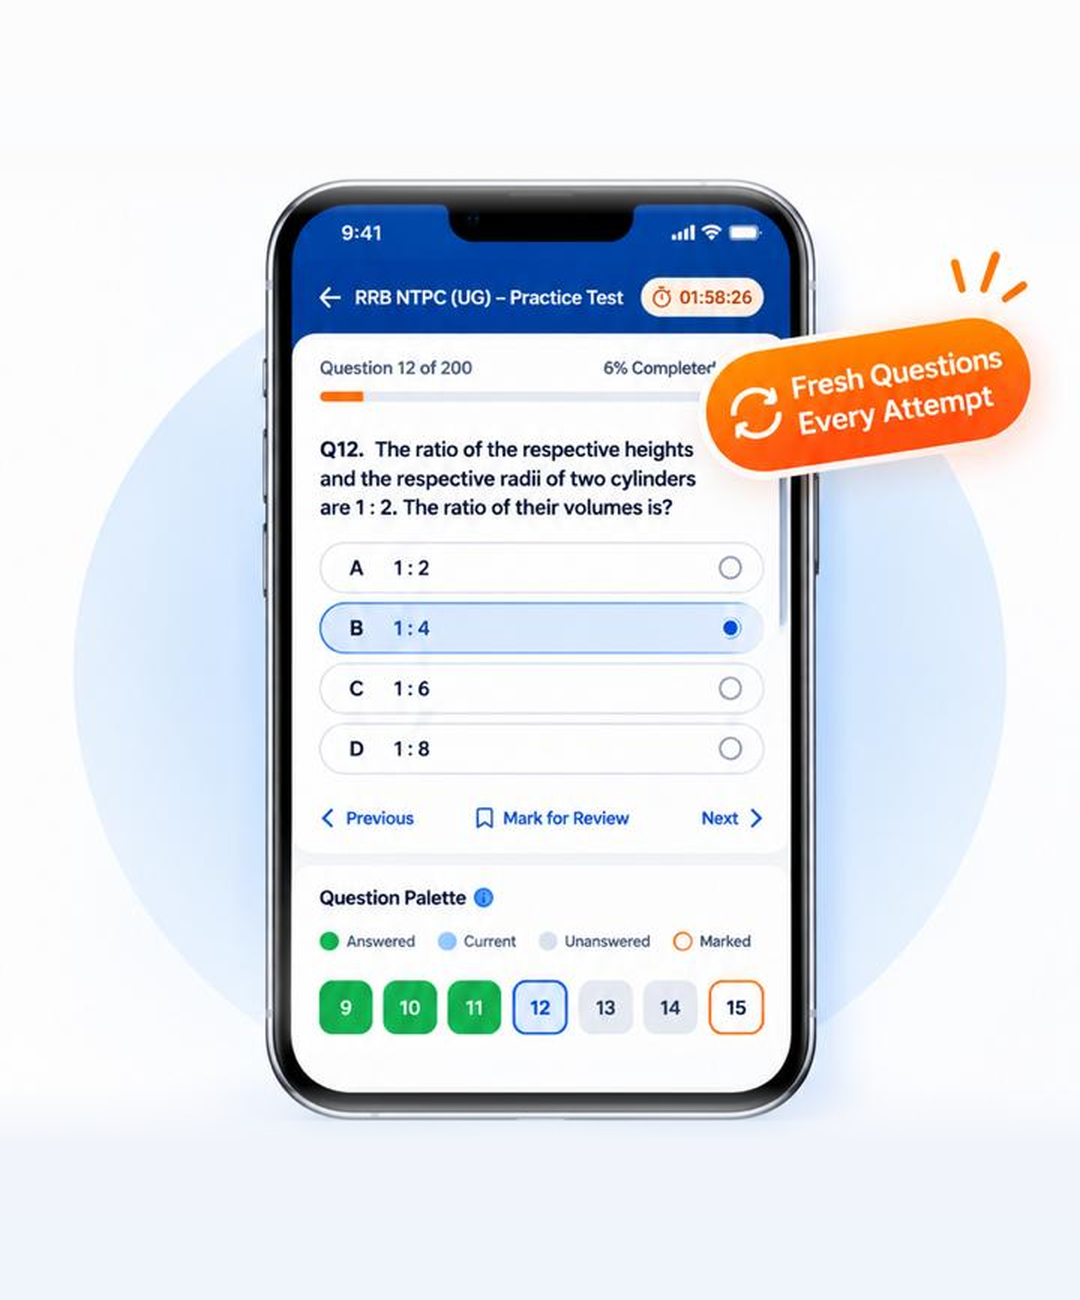 9:41
RRB NTPC (UG) – Practice Test
01:58:26
Question 12 of 200
6% Completed
Fresh Questions
Every Attempt
Q12. The ratio of the respective heights
and the respective radii of two cylinders
are 1 : 2. The ratio of their volumes is?
A 1 : 2
B 1 : 4
C 1 : 6
D 1 : 8
Previous
Mark for Review
Next
Question Palette
Answered
Current
Unanswered
Marked
9 10 11 12 13 14 15